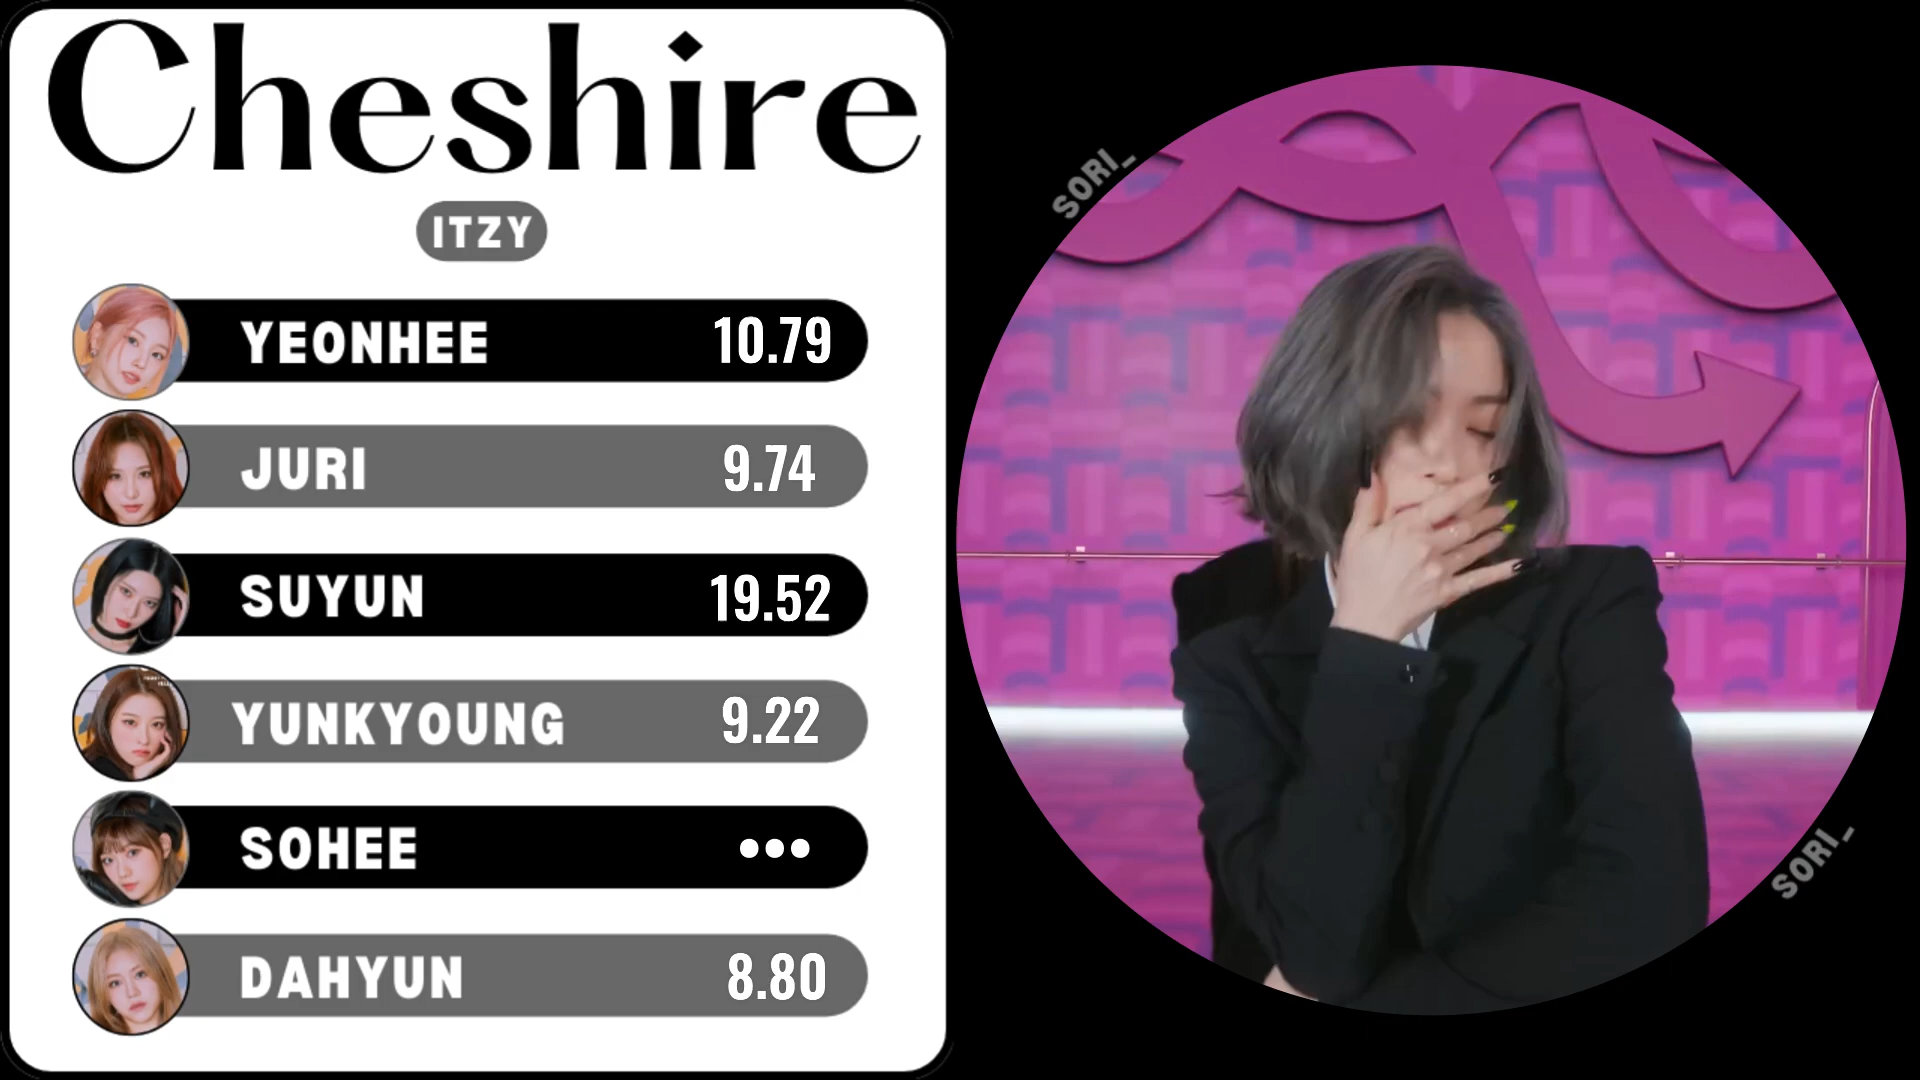 Cheshire
ITZY
YEONHEE 10.79
JURI 9.74
SUYUN 19.52
YUNKYOUNG 9.22
SOHEE •••
DAHYUN 8.80
SORI_
SORI_